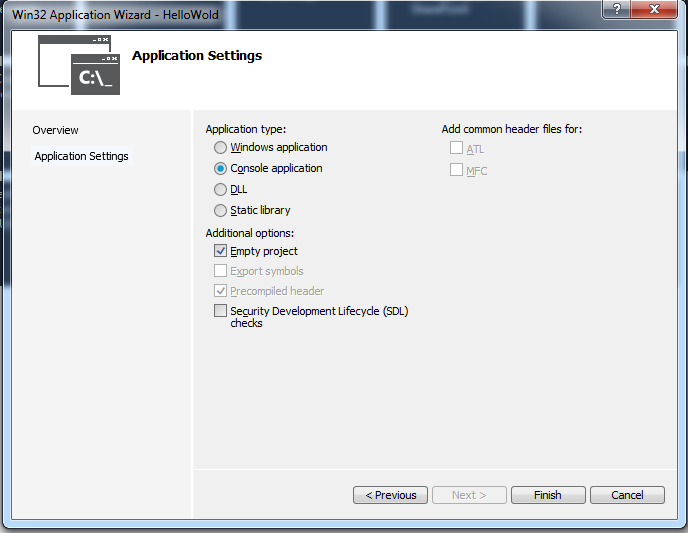 Win32 Application Wizard - HelloWold
Application Settings
C:\_
Overview
Application Settings
Application type:
Windows application
Console application
DLL
Static library
Additional options:
Empty project
Export symbols
Precompiled header
Security Development Lifecycle (SDL)
checks
Add common header files for:
ATL
MFC
< Previous
Next >
Finish
Cancel